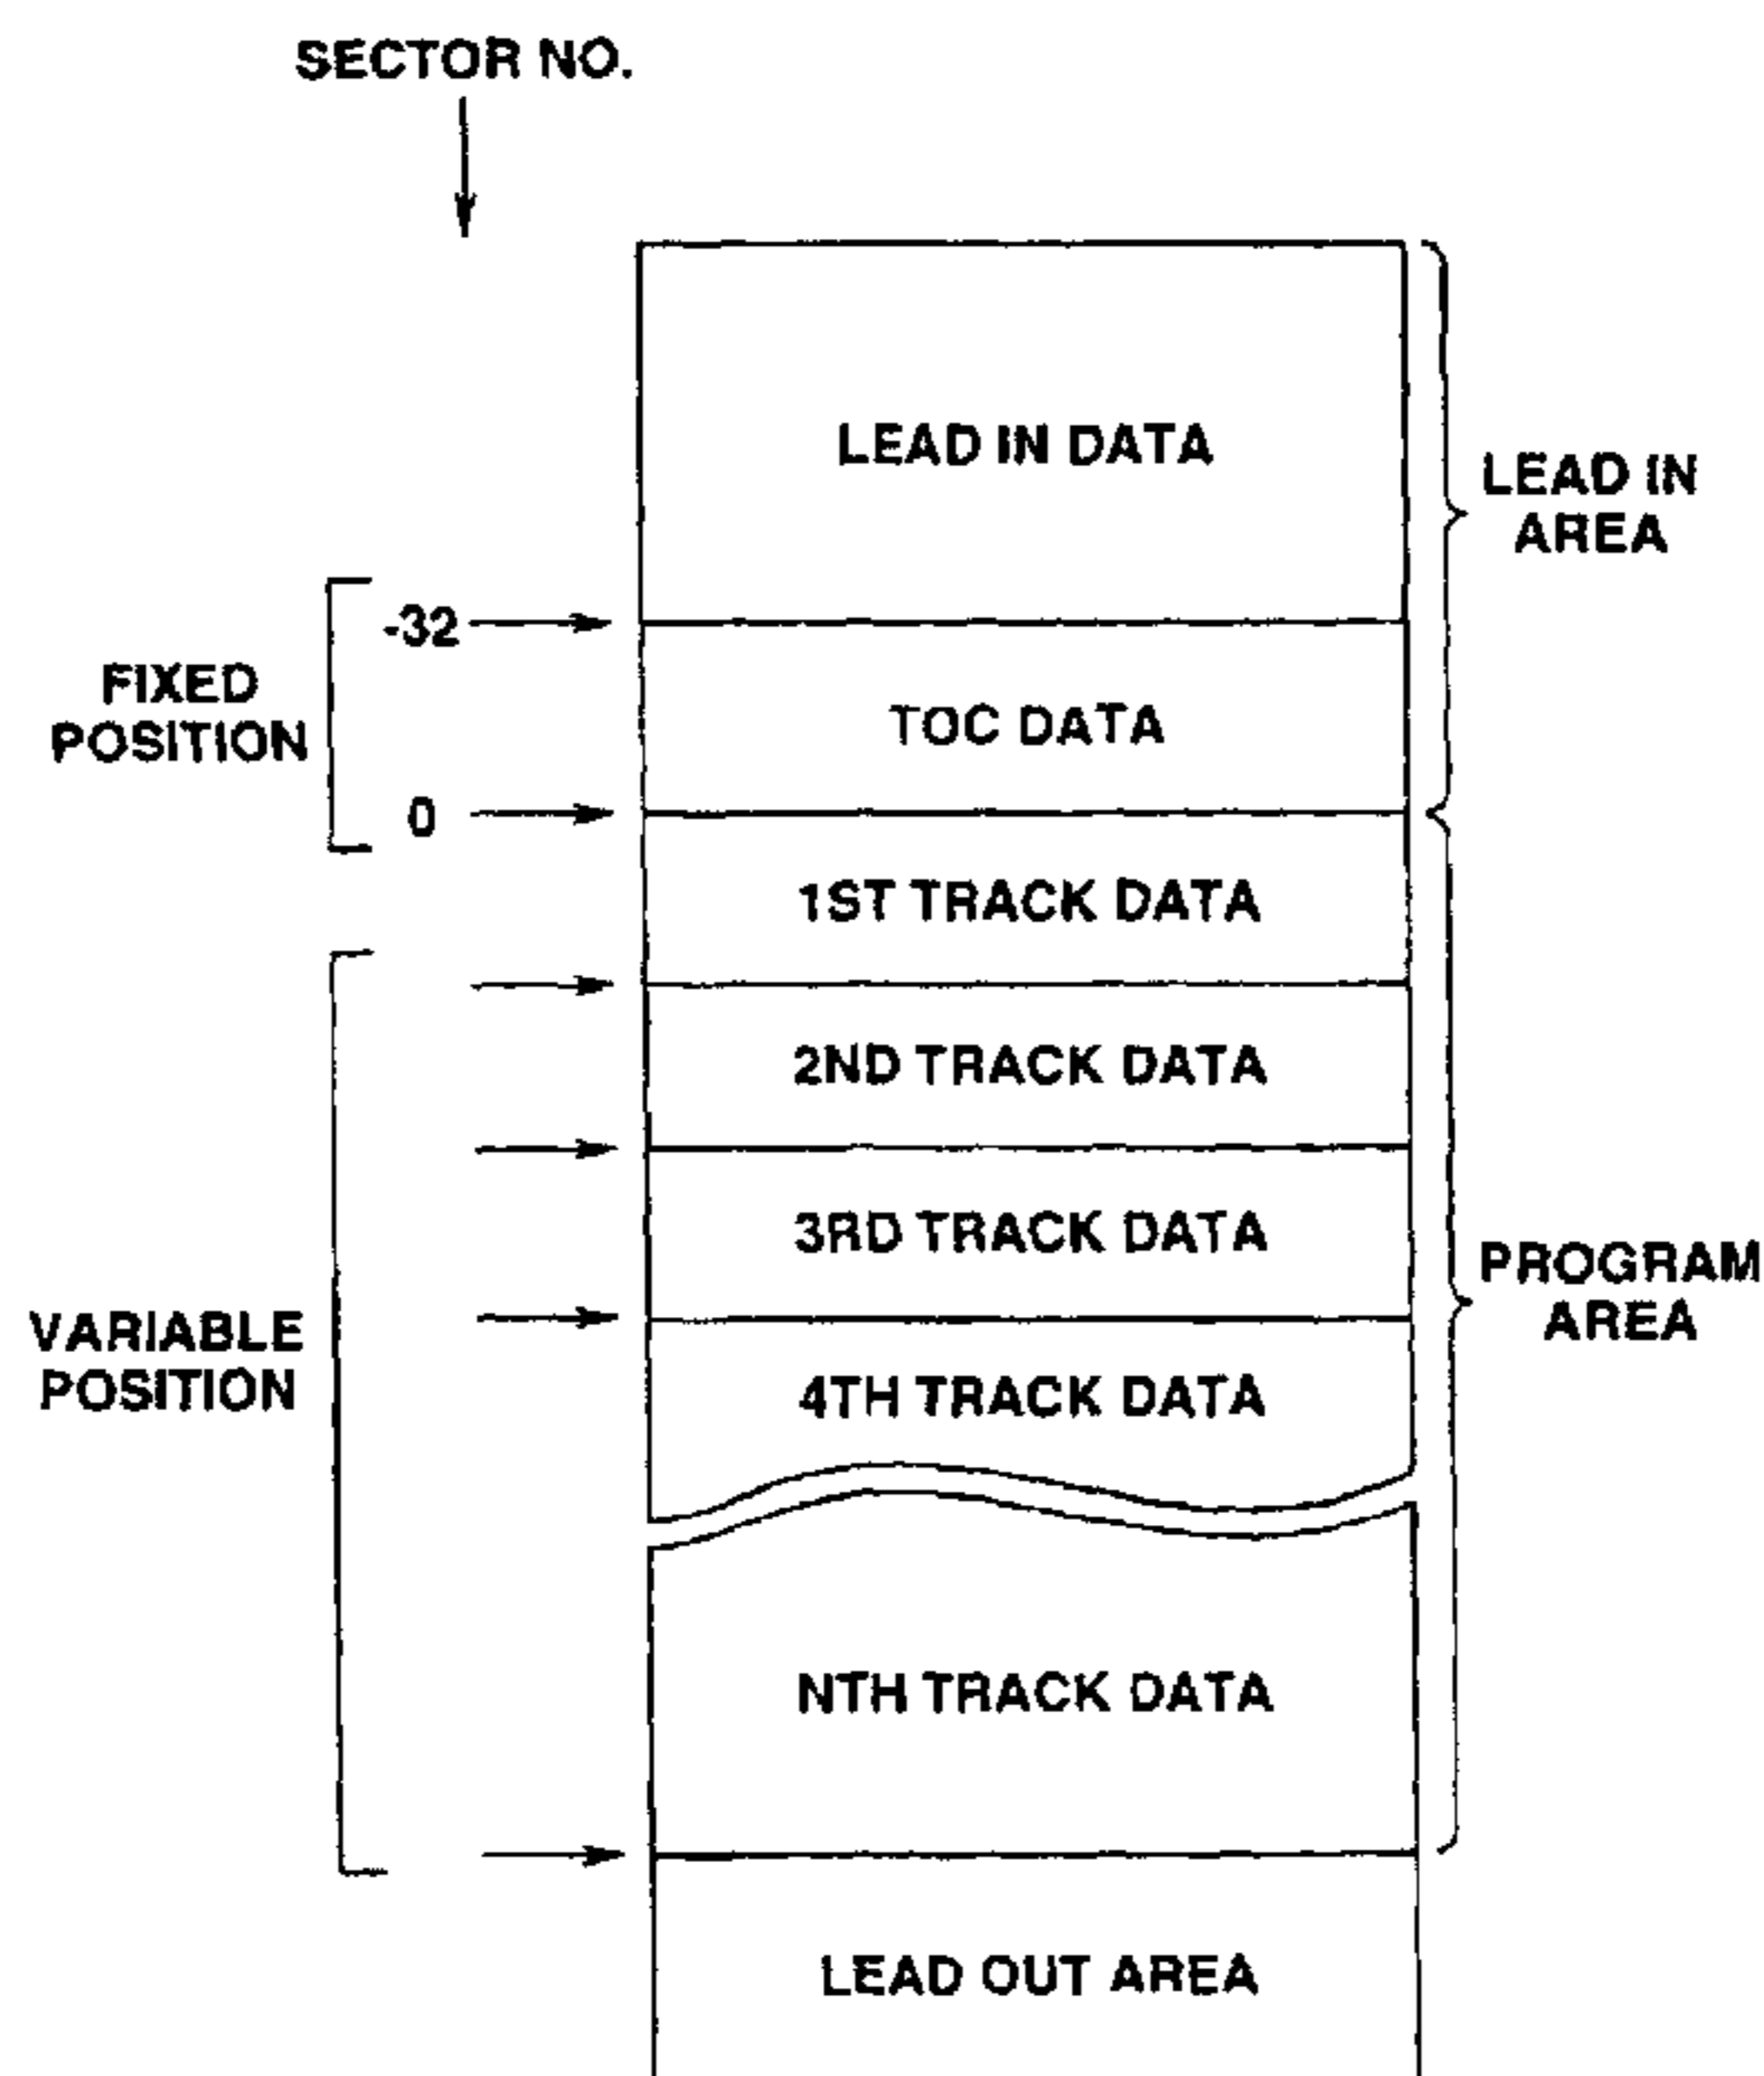 SECTOR NO.
LEAD IN DATA
LEAD IN
AREA
-32
FIXED
POSITION
TOC DATA
0
1ST TRACK DATA
2ND TRACK DATA
3RD TRACK DATA
PROGRAM
AREA
VARIABLE
POSITION
4TH TRACK DATA
NTH TRACK DATA
LEAD OUT AREA